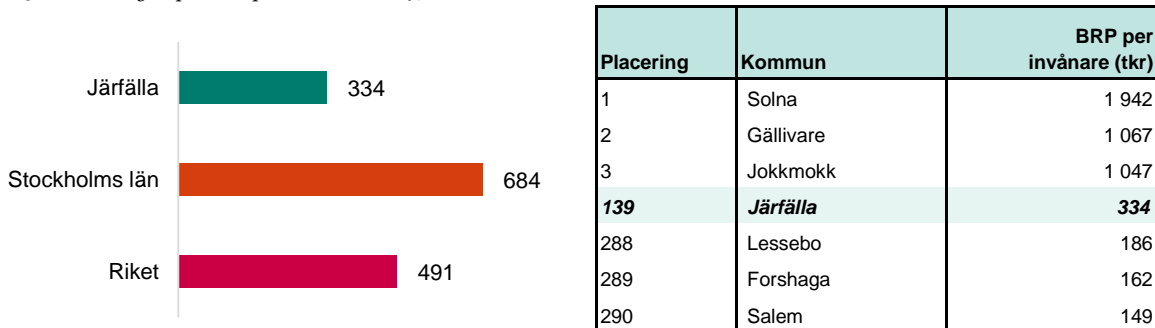 Järfälla 334
Stockholms län 684
Riket 491
Placering Kommun BRP per invånare (tkr)
1 Solna 1 942
2 Gällivare 1 067
3 Jokkmokk 1 047
139 Järfälla 334
288 Lessebo 186
289 Forshaga 162
290 Salem 149